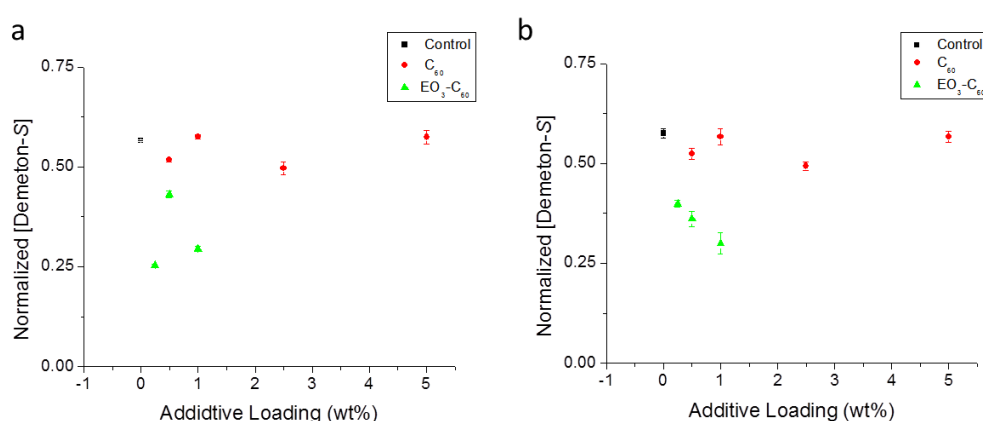 a
Control
C60
EO3-C60
0.75
0.50
0.25
0.00
Normalized [Demeton-S]
-1 0 1 2 3 4 5
Addidtive Loading (wt%)
b
Control
C60
EO3-C60
0.75
0.50
0.25
0.00
Normalized [Demeton-S]
-1 0 1 2 3 4 5
Additive Loading (wt%)